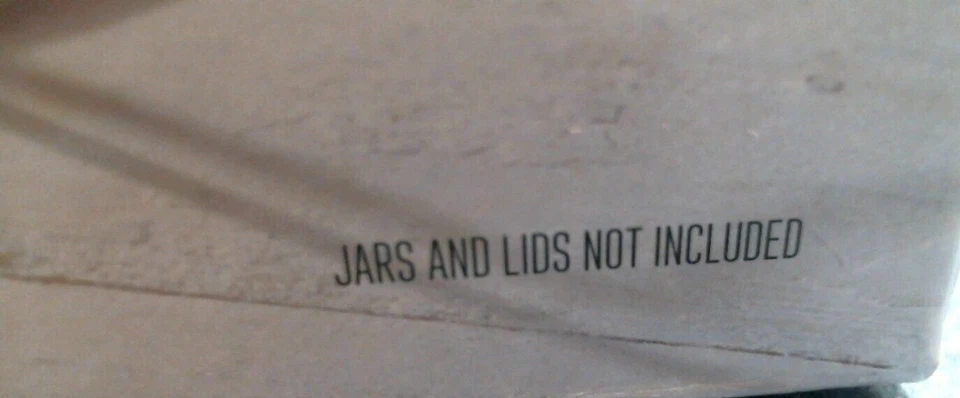 JARS AND LIDS NOT INCLUDED